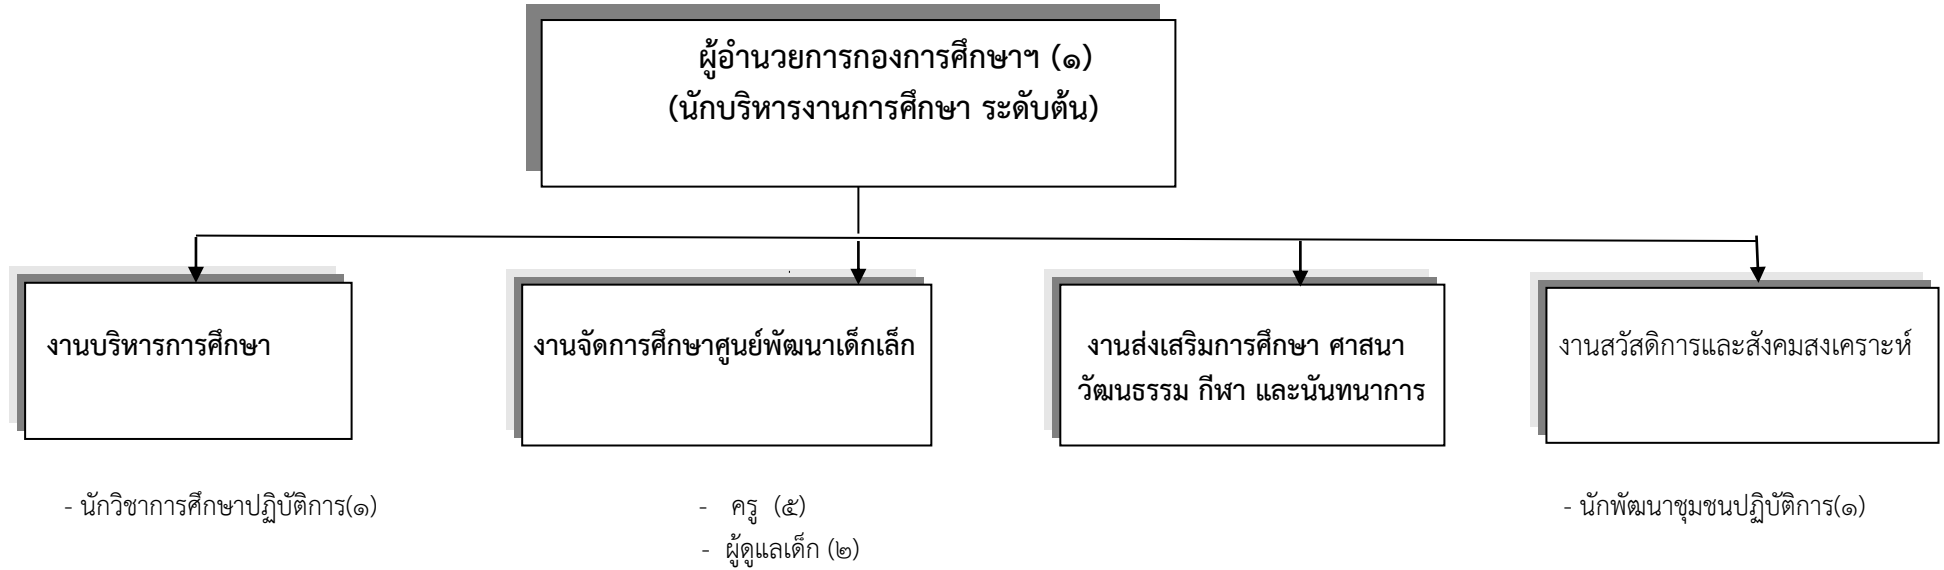 ผู้อำนวยการกองการศึกษาฯ (๑)
(นักบริหารงานการศึกษา ระดับต้น)
งานบริหารการศึกษา
งานจัดการศึกษาศูนย์พัฒนาเด็กเล็ก
งานส่งเสริมการศึกษา ศาสนา
วัฒนธรรม กีฬา และนันทนาการ
งานสวัสดิการและสังคมสงเคราะห์
- นักวิชาการศึกษาปฏิบัติการ(๑)
- ครู (๕)
- ผู้ดูแลเด็ก (๒)
- นักพัฒนาชุมชนปฏิบัติการ(๑)